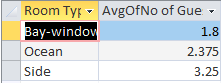 Room Typ AvgOfNo of Gue
Bay-window 1.8
Ocean 2.375
Side 3.25